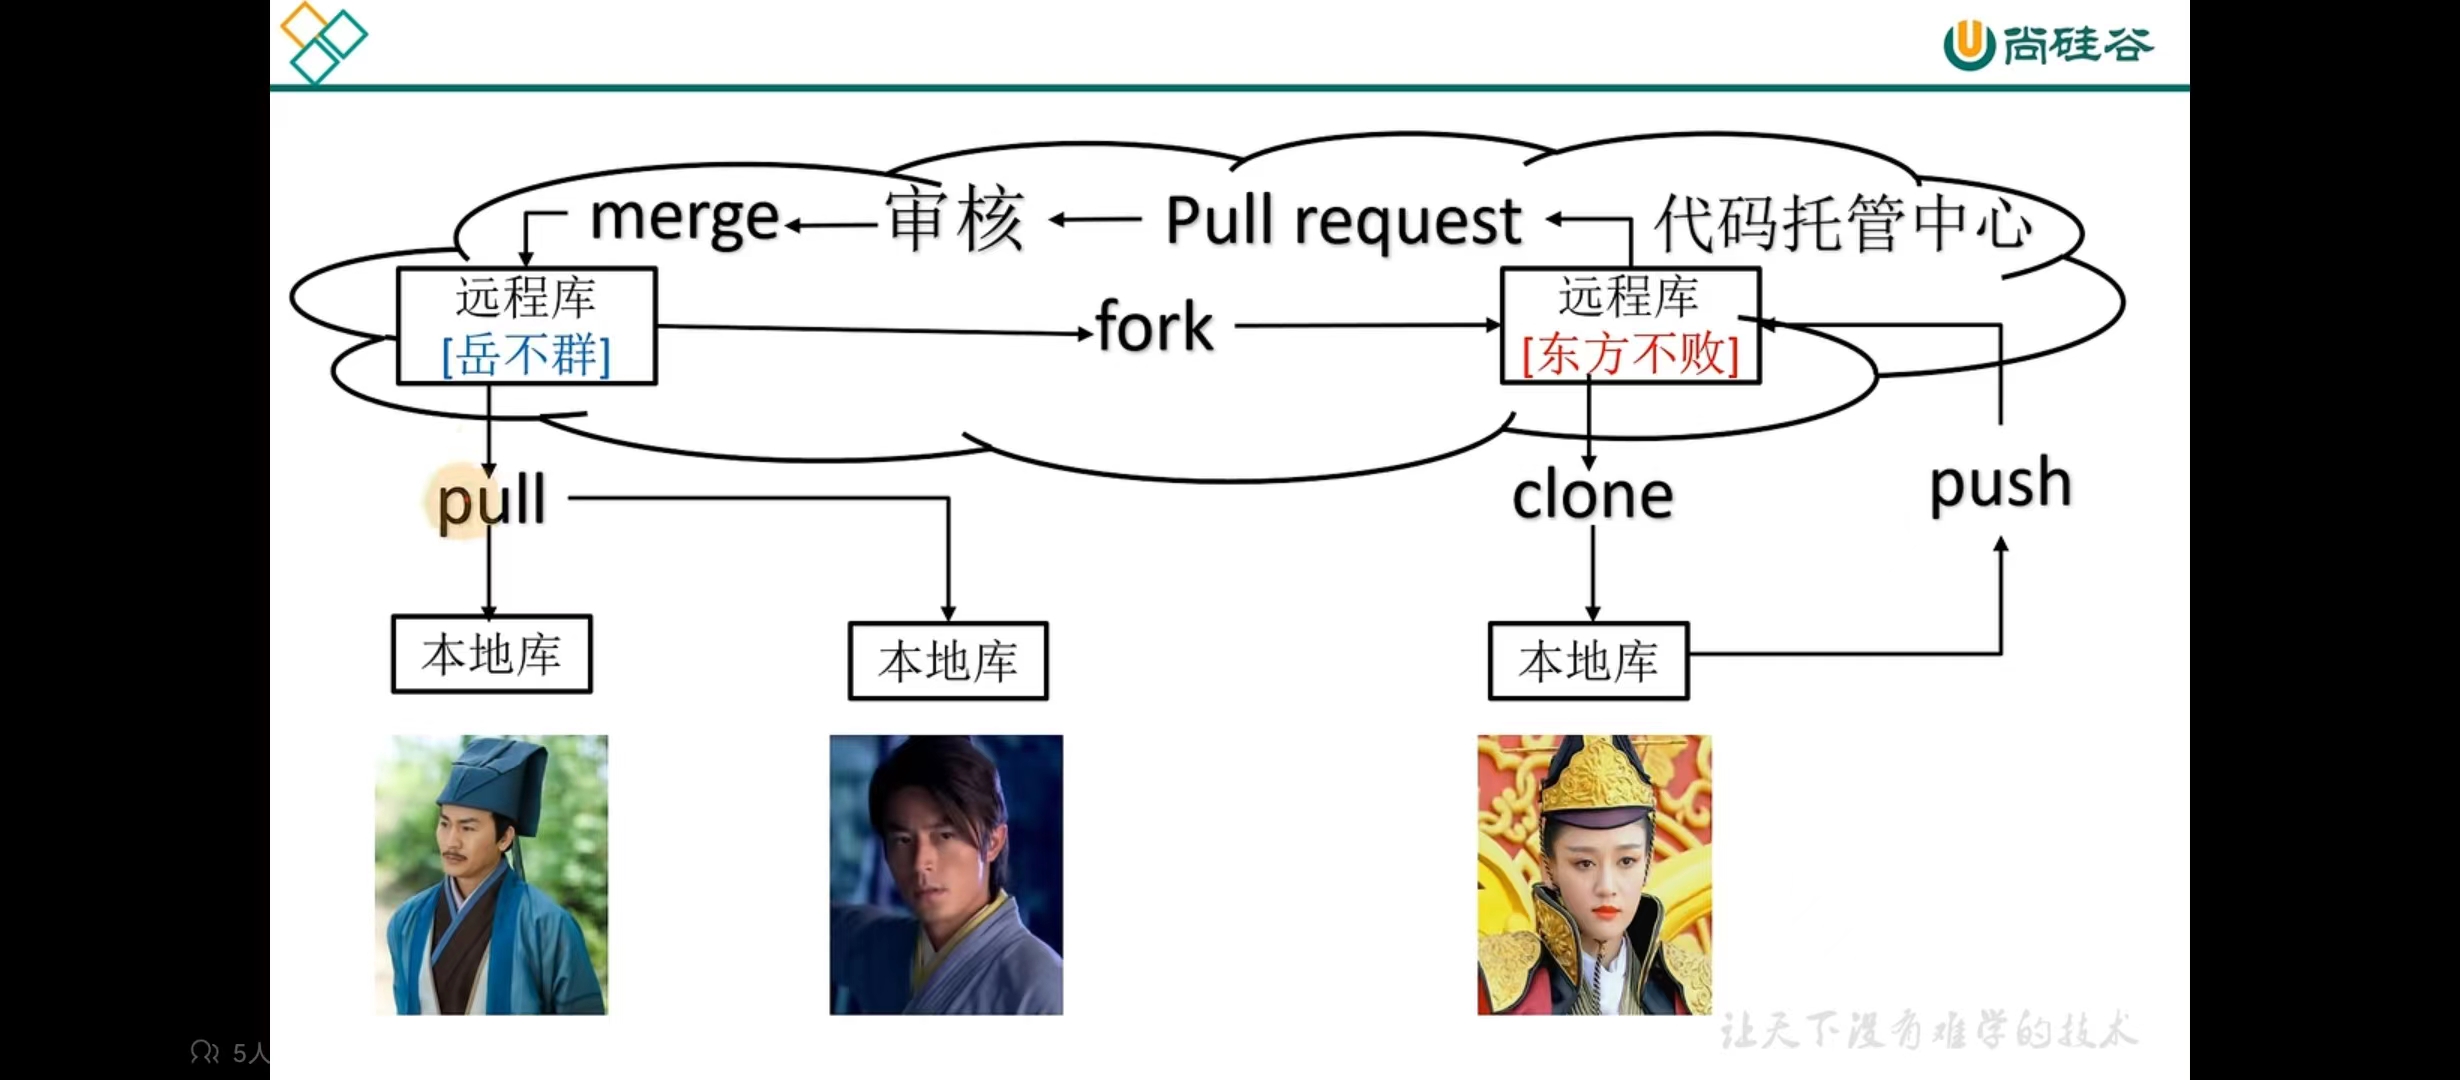 尚硅谷
merge
审核
Pull request
代码托管中心
远程库
[岳不群]
fork
远程库
[东方不败]
pull
clone
push
本地库
本地库
本地库
让天下没有难学的技术
5人